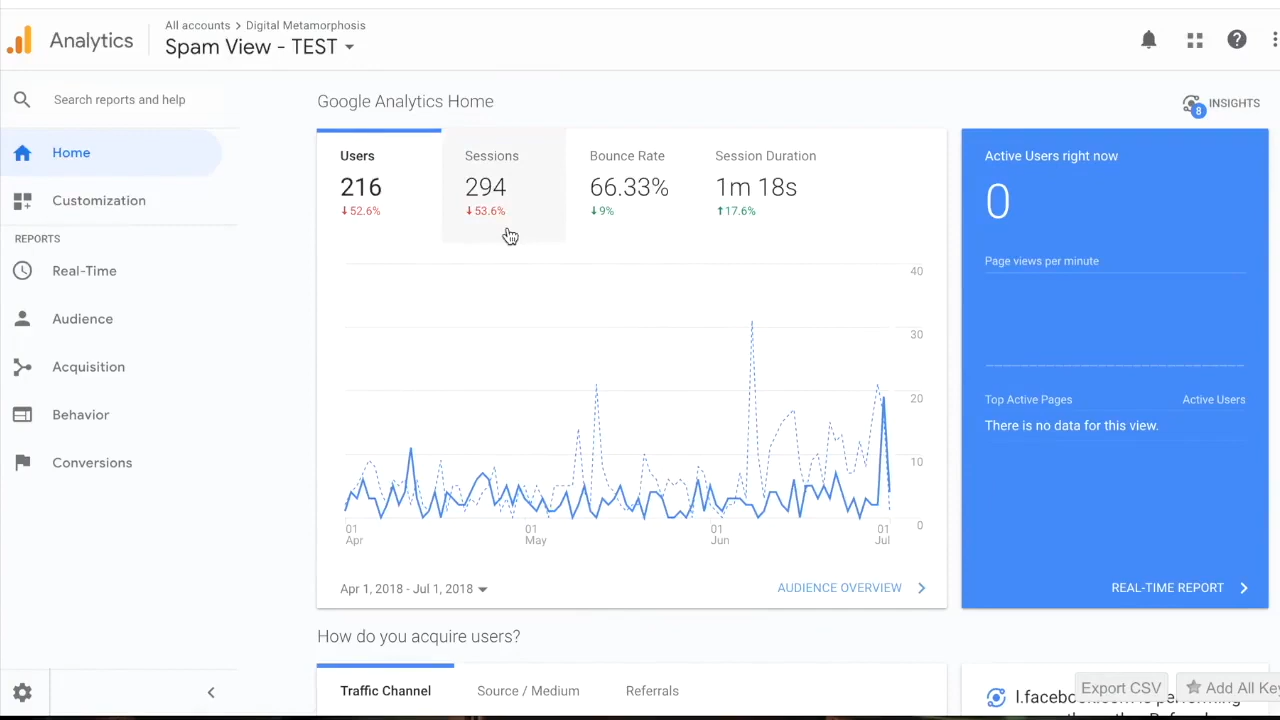 All accounts > Digital Metamorphosis
Analytics
Spam View - TEST
Search reports and help
Home
Customization
REPORTS
Real-Time
Audience
Acquisition
Behavior
Conversions
Google Analytics Home
8
INSIGHTS
Users
216
↓52.6%
Sessions
294
↓53.6%
Bounce Rate
66.33%
↓9%
Session Duration
1m 18s
↑17.6%
40
30
20
10
0
01
Apr
01
May
01
Jun
01
Jul
Apr 1, 2018 - Jul 1, 2018
AUDIENCE OVERVIEW
Active Users right now
0
Page views per minute
Top Active Pages
Active Users
There is no data for this view.
REAL-TIME REPORT
How do you acquire users?
Traffic Channel
Source / Medium
Referrals
Export CSV
Add All